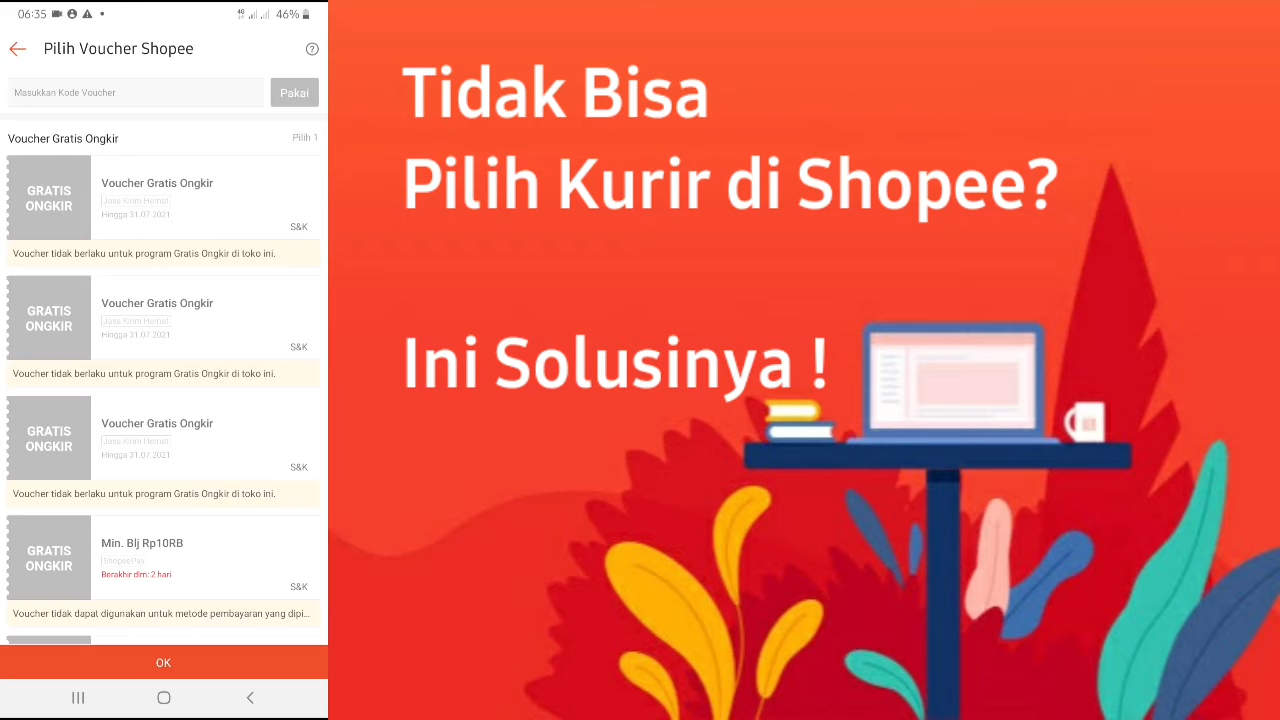 06:35
4G
46%
Pilih Voucher Shopee
Masukkan Kode Voucher
Pakai
Voucher Gratis Ongkir
Pilih 1
GRATIS
ONGKIR
Voucher Gratis Ongkir
Jasa Kirim Hemat
Hingga 31.07.2021
S&K
Voucher tidak berlaku untuk program Gratis Ongkir di toko ini.
GRATIS
ONGKIR
Voucher Gratis Ongkir
Jasa Kirim Hemat
Hingga 31.07.2021
S&K
Voucher tidak berlaku untuk program Gratis Ongkir di toko ini.
GRATIS
ONGKIR
Voucher Gratis Ongkir
Jasa Kirim Hemat
Hingga 31.07.2021
S&K
Voucher tidak berlaku untuk program Gratis Ongkir di toko ini.
GRATIS
ONGKIR
Min. Blj Rp10RB
ShopeePay
Berakhir dlm: 2 hari
S&K
Voucher tidak dapat digunakan untuk metode pembayaran yang dipi...
OK
Tidak Bisa
Pilih Kurir di Shopee?
Ini Solusinya !